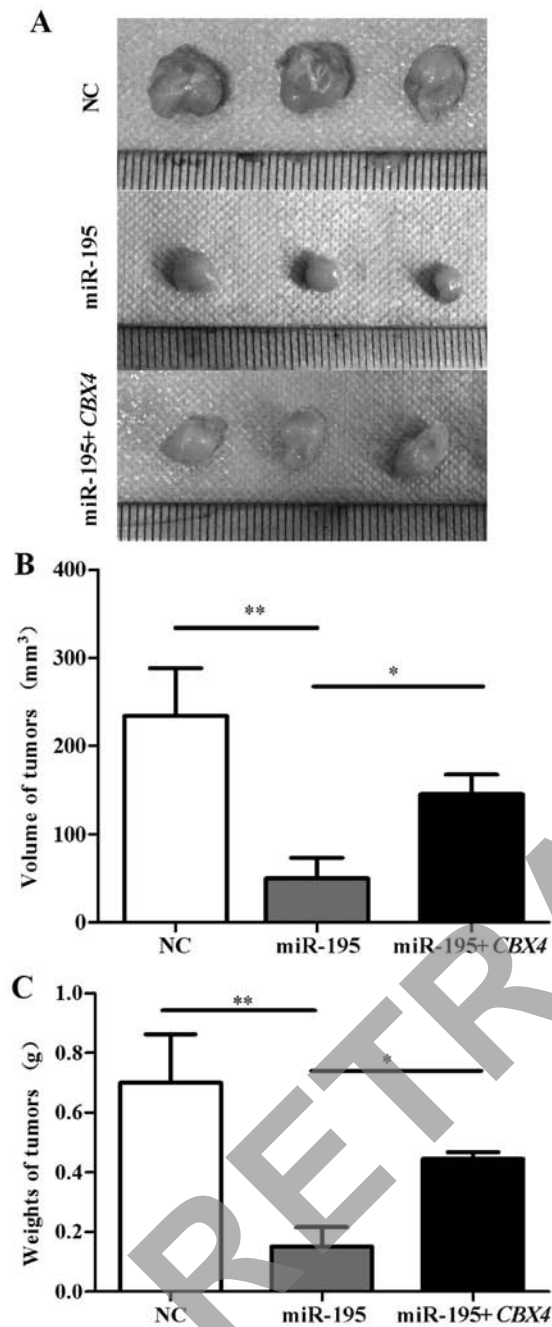 A
NC
miR-195
miR-195+CBX4
B
Volume of tumors (mm³)
400
300
200
100
0
**
*
NC
miR-195
miR-195+CBX4
C
Weights of tumors (g)
1.0
0.8
0.6
0.4
0.2
0.0
**
*
NC
miR-195
miR-195+CBX4
RETRA